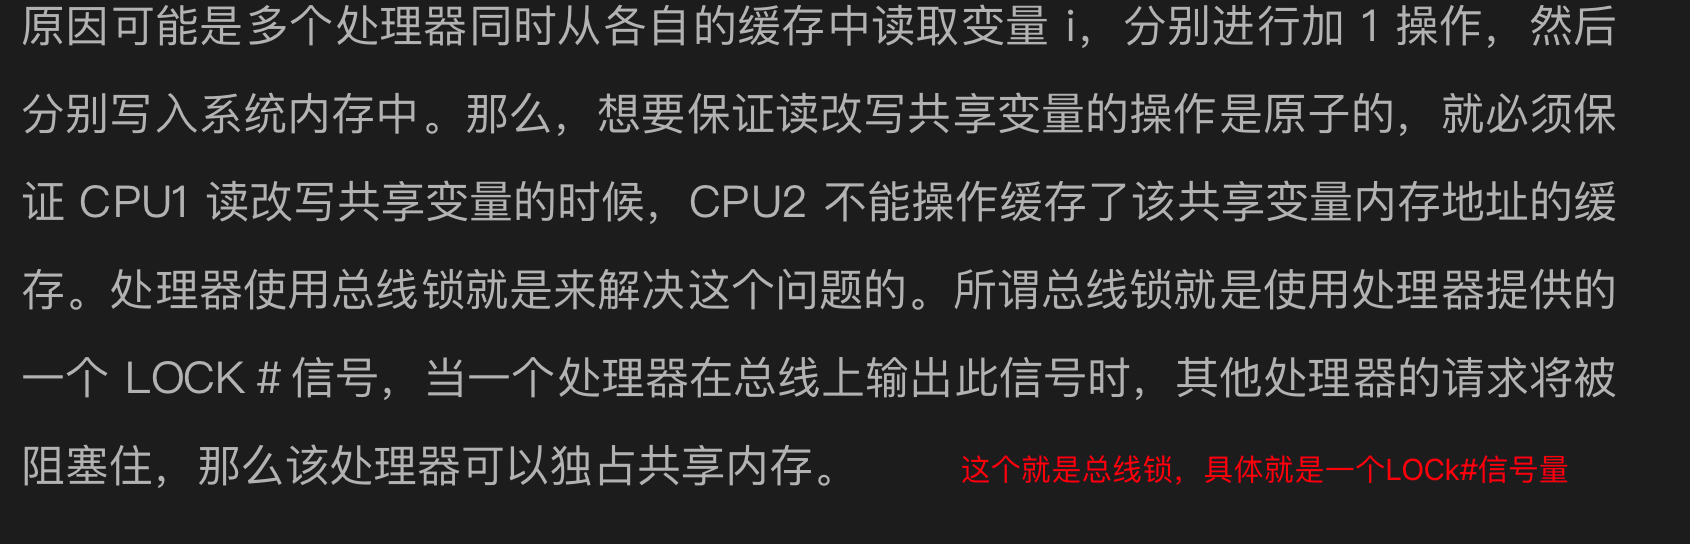 原因可能是多个处理器同时从各自的缓存中读取变量 i，分别进行加 1 操作，然后
分别写入系统内存中。那么，想要保证读改写共享变量的操作是原子的，就必须保
证 CPU1 读改写共享变量的时候，CPU2 不能操作缓存了该共享变量内存地址的缓
存。处理器使用总线锁就是来解决这个问题的。所谓总线锁就是使用处理器提供的
一个 LOCK # 信号，当一个处理器在总线上输出此信号时，其他处理器的请求将被
阻塞住，那么该处理器可以独占共享内存。 这个就是总线锁，具体就是一个LOCk#信号量